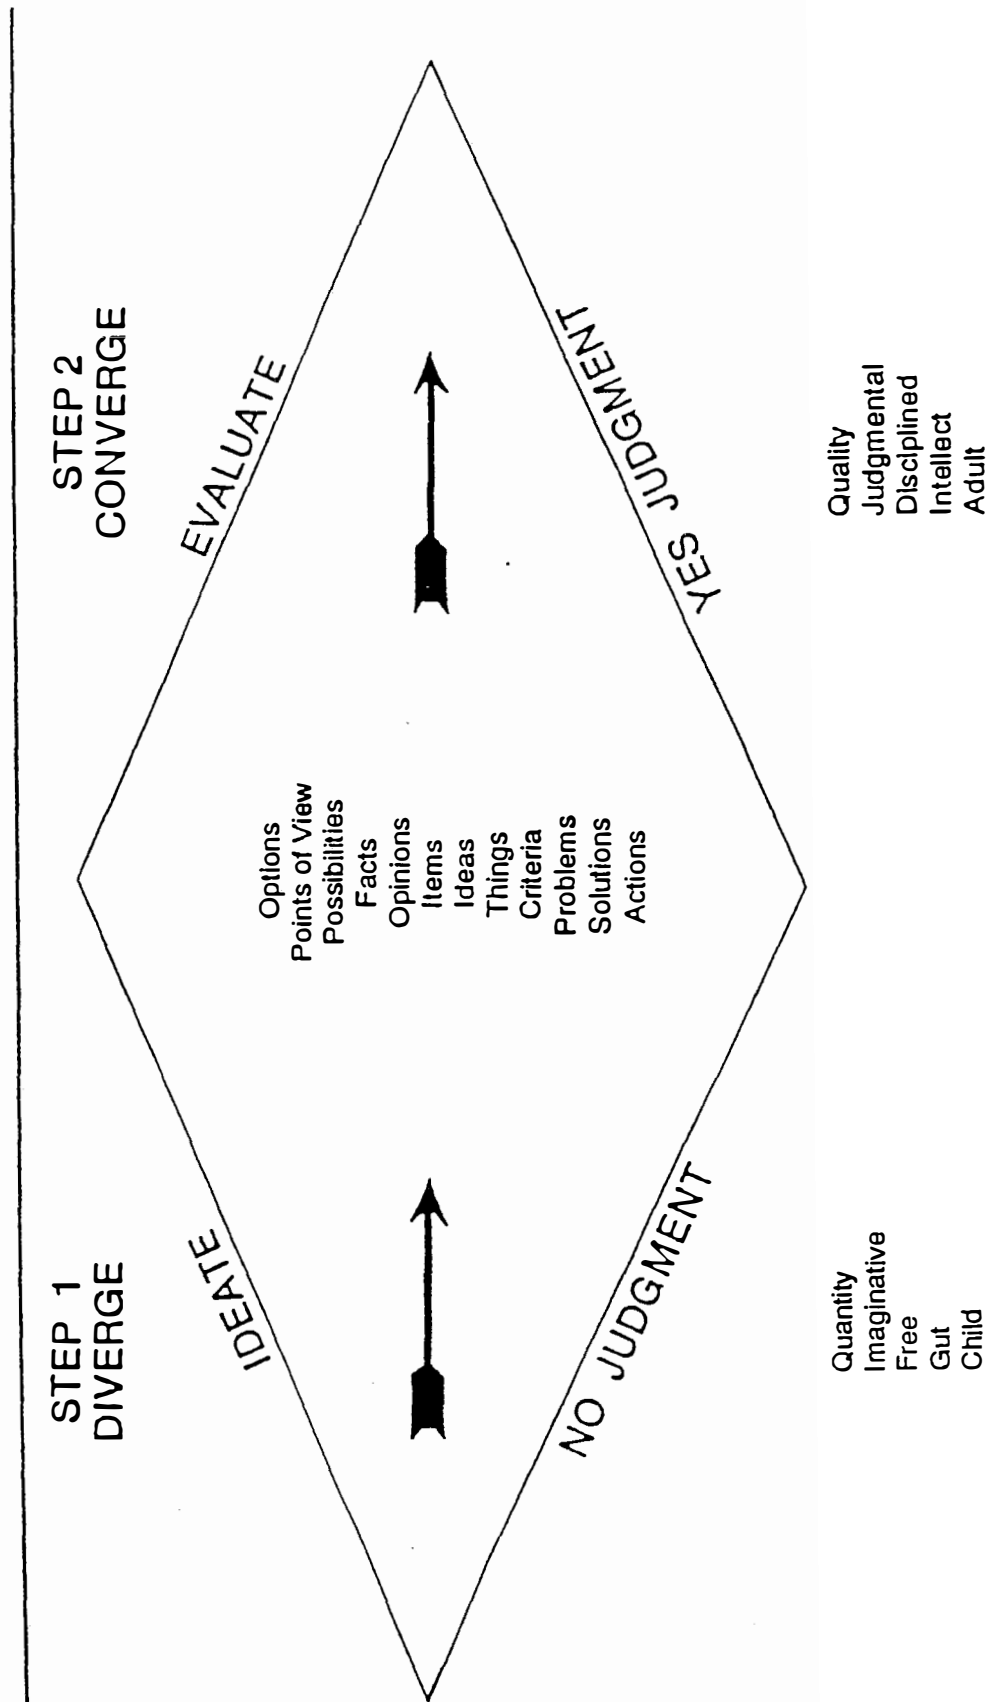 STEP 1
DIVERGE
STEP 2
CONVERGE
IDEATE
EVALUATE
Options
Points of View
Possibilities
Facts
Opinions
Items
Ideas
Things
Criteria
Problems
Solutions
Actions
NO JUDGMENT
YES JUDGMENT
Quantity
Imaginative
Free
Gut
Child
Quality
Judgmental
Disciplined
Intellect
Adult